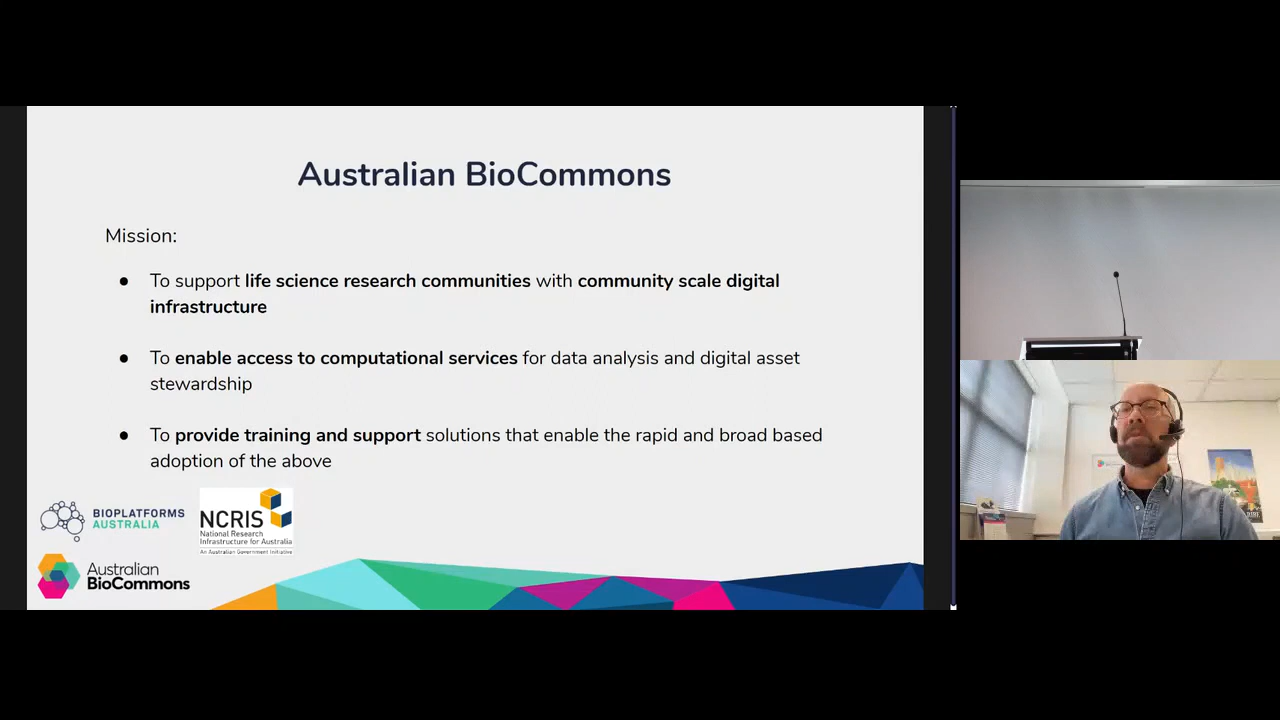 Australian BioCommons
Mission:
● To support life science research communities with community scale digital
infrastructure
● To enable access to computational services for data analysis and digital asset
stewardship
● To provide training and support solutions that enable the rapid and broad based
adoption of the above
BIOPLATFORMS
AUSTRALIA
NCRIS
National Research
Infrastructure for Australia
An Australian Government Initiative
Australian
BioCommons